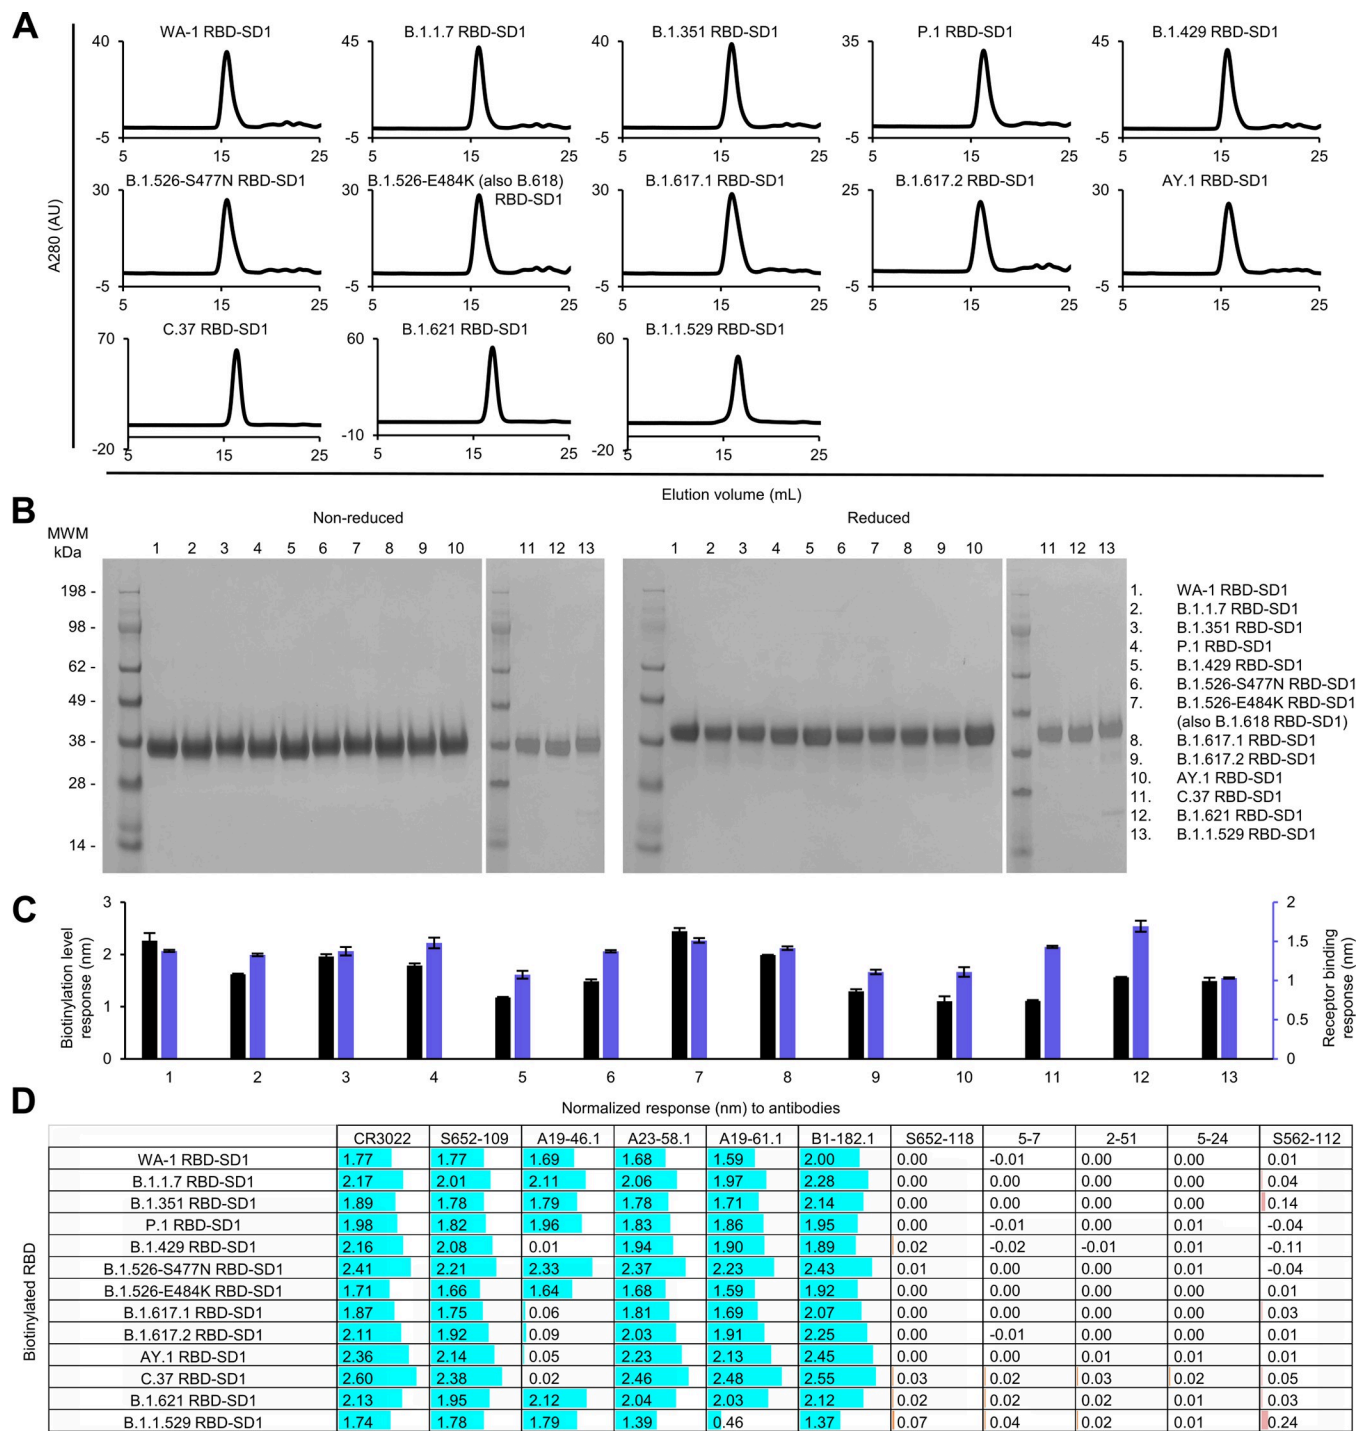 A
WA-1 RBD-SD1
B.1.1.7 RBD-SD1
B.1.351 RBD-SD1
P.1 RBD-SD1
B.1.429 RBD-SD1
40
-5
5 15 25
45
-5
5 15 25
40
-5
5 15 25
35
-5
5 15 25
45
-5
5 15 25
B.1.526-S477N RBD-SD1
B.1.526-E484K (also B.618)
RBD-SD1
B.1.617.1 RBD-SD1
B.1.617.2 RBD-SD1
AY.1 RBD-SD1
30
-5
5 15 25
30
-5
5 15 25
30
-5
5 15 25
25
-5
5 15 25
30
-5
5 15 25
C.37 RBD-SD1
B.1.621 RBD-SD1
B.1.1.529 RBD-SD1
70
-20
5 15 25
60
-10
5 15 25
60
-20
5 15 25
A280 (AU)
Elution volume (mL)
B
Non-reduced
Reduced
MWM
kDa
1 2 3 4 5 6 7 8 9 10 11 12 13
1 2 3 4 5 6 7 8 9 10 11 12 13
198 -
98 -
62 -
49 -
38 -
28 -
14 -
1. WA-1 RBD-SD1
2. B.1.1.7 RBD-SD1
3. B.1.351 RBD-SD1
4. P.1 RBD-SD1
5. B.1.429 RBD-SD1
6. B.1.526-S477N RBD-SD1
7. B.1.526-E484K RBD-SD1
(also B.1.618 RBD-SD1)
8. B.1.617.1 RBD-SD1
9. B.1.617.2 RBD-SD1
10. AY.1 RBD-SD1
11. C.37 RBD-SD1
12. B.1.621 RBD-SD1
13. B.1.1.529 RBD-SD1
C
Biotinylation level
response (nm)
3
2
1
0
2
1.5
1
0.5
0
Receptor binding
response (nm)
1 2 3 4 5 6 7 8 9 10 11 12 13
D
Normalized response (nm) to antibodies
Biotinylated RBD
CR3022 S652-109 A19-46.1 A23-58.1 A19-61.1 B1-182.1 S652-118 5-7 2-51 5-24 S562-112
WA-1 RBD-SD1 1.77 1.77 1.69 1.68 1.59 2.00 0.00 -0.01 0.00 0.00 0.01
B.1.1.7 RBD-SD1 2.17 2.01 2.11 2.06 1.97 2.28 0.00 0.00 0.00 0.00 0.04
B.1.351 RBD-SD1 1.89 1.78 1.79 1.78 1.71 2.14 0.00 0.00 0.00 0.00 0.14
P.1 RBD-SD1 1.98 1.82 1.96 1.83 1.86 1.95 0.00 -0.01 0.00 0.01 -0.04
B.1.429 RBD-SD1 2.16 2.08 0.01 1.94 1.90 1.89 0.02 -0.02 -0.01 0.01 -0.11
B.1.526-S477N RBD-SD1 2.41 2.21 2.33 2.37 2.23 2.43 0.01 0.00 0.00 0.01 -0.04
B.1.526-E484K RBD-SD1 1.71 1.66 1.64 1.68 1.59 1.92 0.00 0.00 0.00 0.00 0.00
B.1.617.1 RBD-SD1 1.87 1.75 0.06 1.81 1.69 2.07 0.00 0.00 0.00 0.00 0.03
B.1.617.2 RBD-SD1 2.11 1.92 0.09 2.03 1.91 2.25 0.00 -0.01 0.00 0.00 0.01
AY.1 RBD-SD1 2.36 2.14 0.05 2.23 2.13 2.45 0.00 0.00 0.01 0.01 0.01
C.37 RBD-SD1 2.60 2.38 0.02 2.46 2.48 2.55 0.03 0.02 0.03 0.02 0.05
B.1.621 RBD-SD1 2.13 1.95 2.12 2.04 2.03 2.12 0.02 0.02 0.02 0.01 0.03
B.1.1.529 RBD-SD1 1.74 1.78 1.79 1.39 0.46 1.37 0.07 0.04 0.02 0.01 0.24